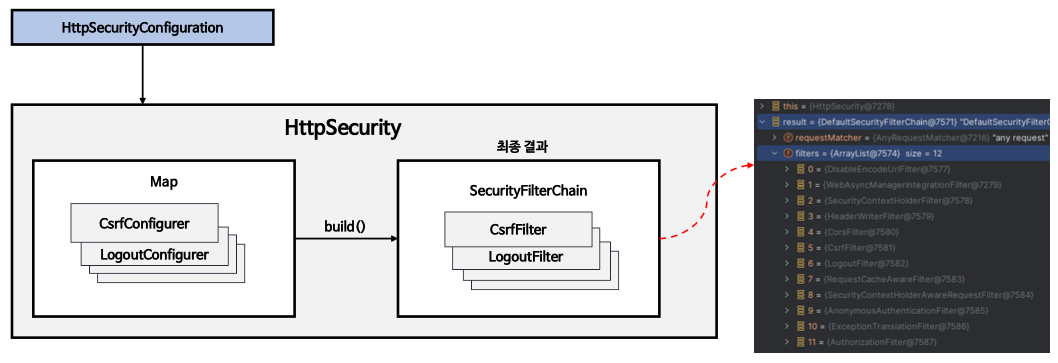 HttpSecurityConfiguration
HttpSecurity
최종 결과
Map
CsrfConfigurer
LogoutConfigurer
build()
SecurityFilterChain
CsrfFilter
LogoutFilter
this = {HttpSecurity@7278}
result = {DefaultSecurityFilterChain@7571} "DefaultSecurityFilterC
requestMatcher = {AnyRequestMatcher@7216} "any request"
filters = {ArrayList@7574} size = 12
0 = {DisableEncodeUrlFilter@7577}
1 = {WebAsyncManagerIntegrationFilter@7279}
2 = {SecurityContextHolderFilter@7578}
3 = {HeaderWriterFilter@7579}
4 = {CorsFilter@7580}
5 = {CsrfFilter@7581}
6 = {LogoutFilter@7582}
7 = {RequestCacheAwareFilter@7583}
8 = {SecurityContextHolderAwareRequestFilter@7584}
9 = {AnonymousAuthenticationFilter@7585}
10 = {ExceptionTranslationFilter@7586}
11 = {AuthorizationFilter@7587}